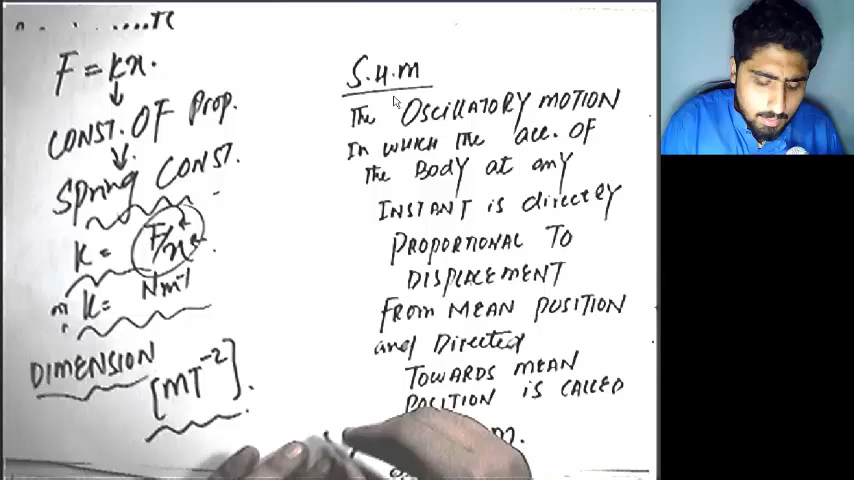 F = kx.
CONST. OF Prop.
Spring CONST.
k = F/x
k = Nm⁻¹
DIMENSION
[MT⁻²].
S.H.M
The OSCILLATORY MOTION
IN WHICH The acc. OF
The BODY at any
INSTANT is directly
PROPORTIONAL TO
DISPLACEMENT
FROM MEAN POSITION
and Directed
TOWARDS MEAN
POSITION is CALLED